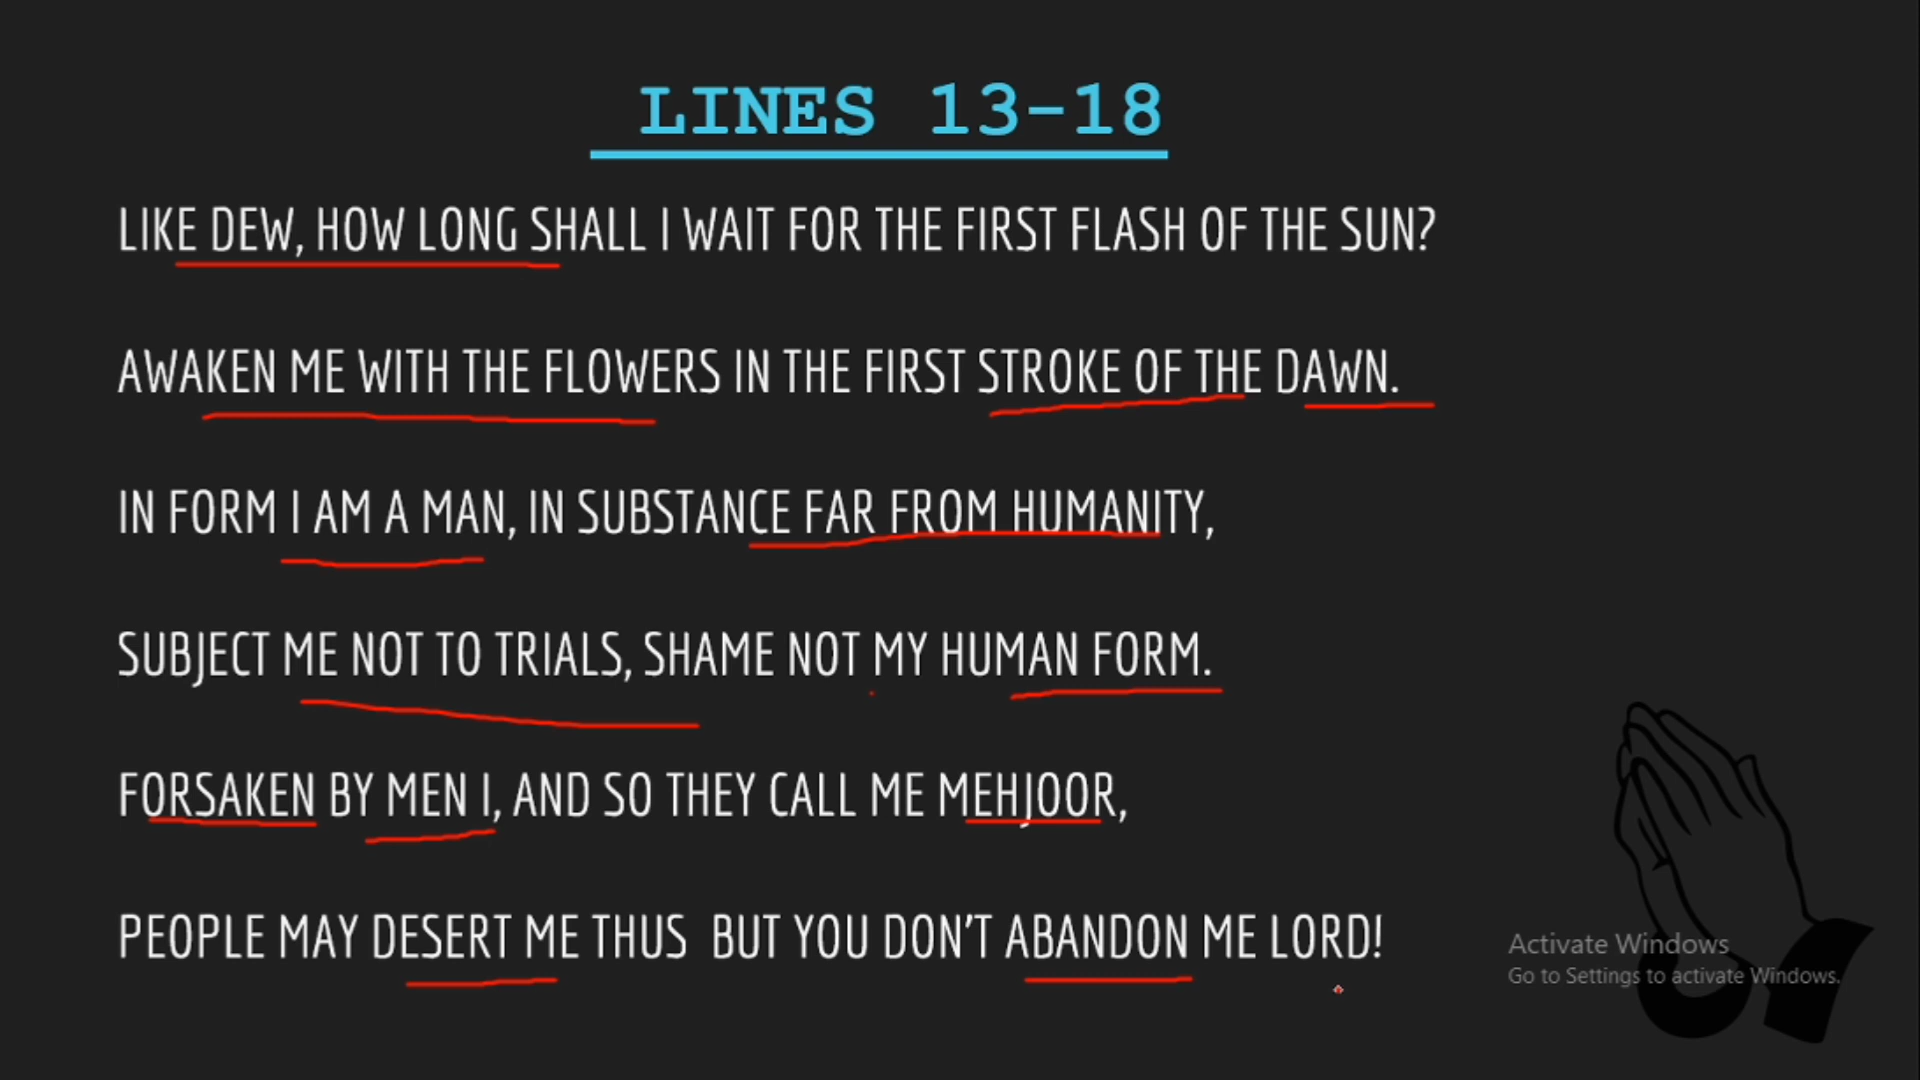 LINES 13-18
LIKE DEW, HOW LONG SHALL I WAIT FOR THE FIRST FLASH OF THE SUN?
AWAKEN ME WITH THE FLOWERS IN THE FIRST STROKE OF THE DAWN.
IN FORM I AM A MAN, IN SUBSTANCE FAR FROM HUMANITY,
SUBJECT ME NOT TO TRIALS, SHAME NOT MY HUMAN FORM.
FORSAKEN BY MEN I, AND SO THEY CALL ME MEHJOOR,
PEOPLE MAY DESERT ME THUS BUT YOU DON'T ABANDON ME LORD!
Activate Windows
Go to Settings to activate Windows.